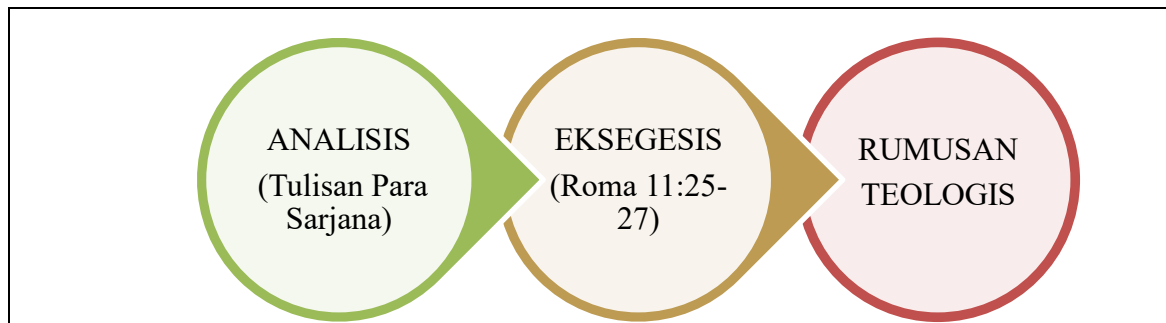 ANALISIS
(Tulisan Para
Sarjana)
EKSEGESIS
(Roma 11:25-
27)
RUMUSAN
TEOLOGIS